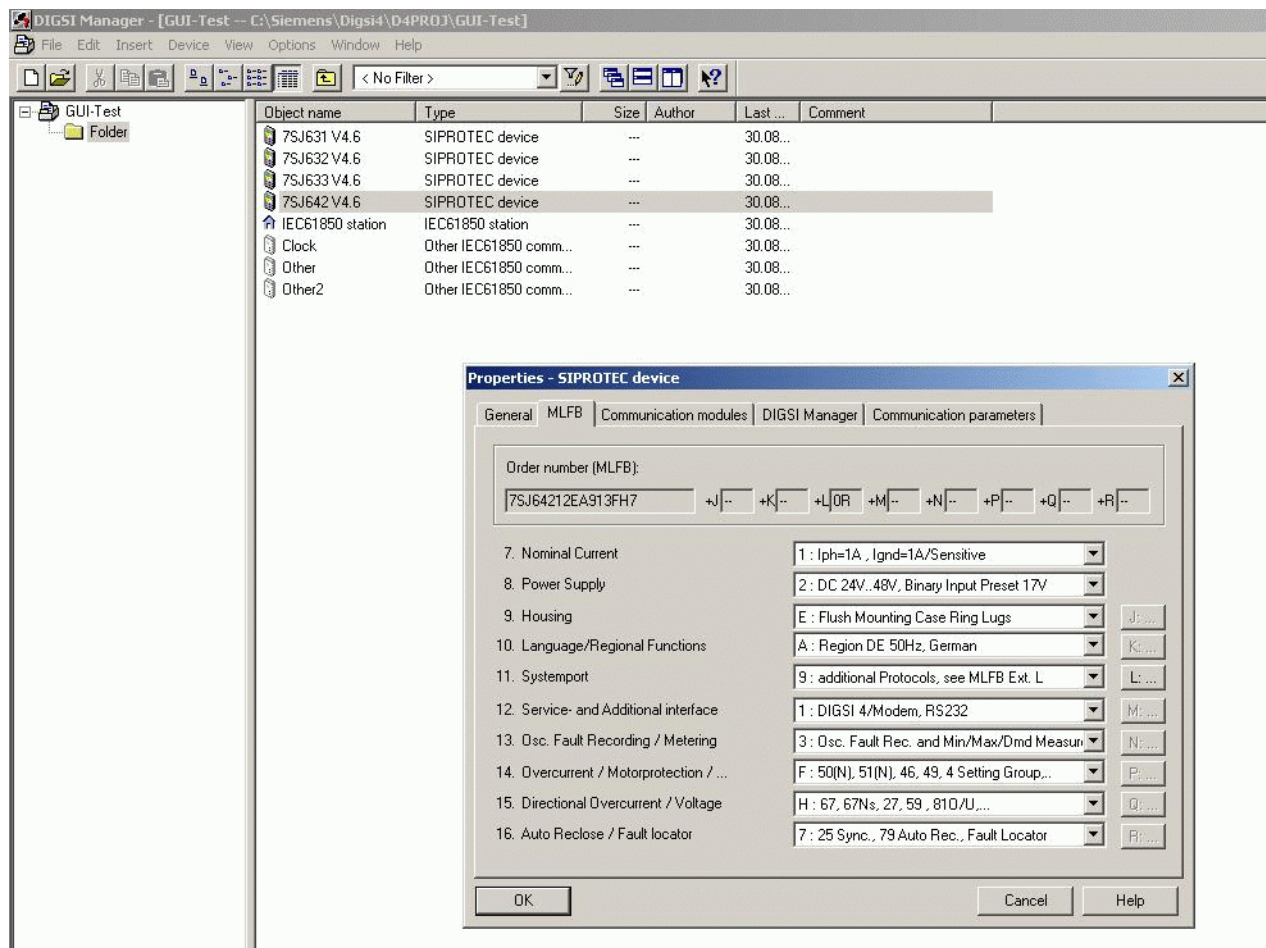 DIGSI Manager - [GUI-Test -- C:\Siemens\Digsi4\D4PROJ\GUI-Test]
File Edit Insert Device View Options Window Help
< No Filter >
GUI-Test
Folder
Object name Type Size Author Last ... Comment
7SJ631 V4.6 SIPROTEC device --- 30.08...
7SJ632 V4.6 SIPROTEC device --- 30.08...
7SJ633 V4.6 SIPROTEC device --- 30.08...
7SJ642 V4.6 SIPROTEC device --- 30.08...
IEC61850 station IEC61850 station --- 30.08...
Clock Other IEC61850 comm... --- 30.08...
Other Other IEC61850 comm... --- 30.08...
Other2 Other IEC61850 comm... --- 30.08...
Properties - SIPROTEC device
General MLFB Communication modules DIGSI Manager Communication parameters
Order number (MLFB):
7SJ64212EA913FH7 +J -- +K -- +L 0R +M -- +N -- +P -- +Q -- +R --
7. Nominal Current 1 : Iph=1A , Ignd=1A/Sensitive
8. Power Supply 2 : DC 24V..48V, Binary Input Preset 17V
9. Housing E : Flush Mounting Case Ring Lugs J: ...
10. Language/Regional Functions A : Region DE 50Hz, German K: ...
11. Systemport 9 : additional Protocols, see MLFB Ext. L L: ...
12. Service- and Additional interface 1 : DIGSI 4/Modem, RS232 M: ...
13. Osc. Fault Recording / Metering 3 : Osc. Fault Rec. and Min/Max/Dmd Measur N: ...
14. Overcurrent / Motorprotection / ... F : 50(N), 51(N), 46, 49, 4 Setting Group,.. P: ...
15. Directional Overcurrent / Voltage H : 67, 67Ns, 27, 59 , 81O/U,... Q: ...
16. Auto Reclose / Fault locator 7 : 25 Sync., 79 Auto Rec., Fault Locator R: ...
OK Cancel Help